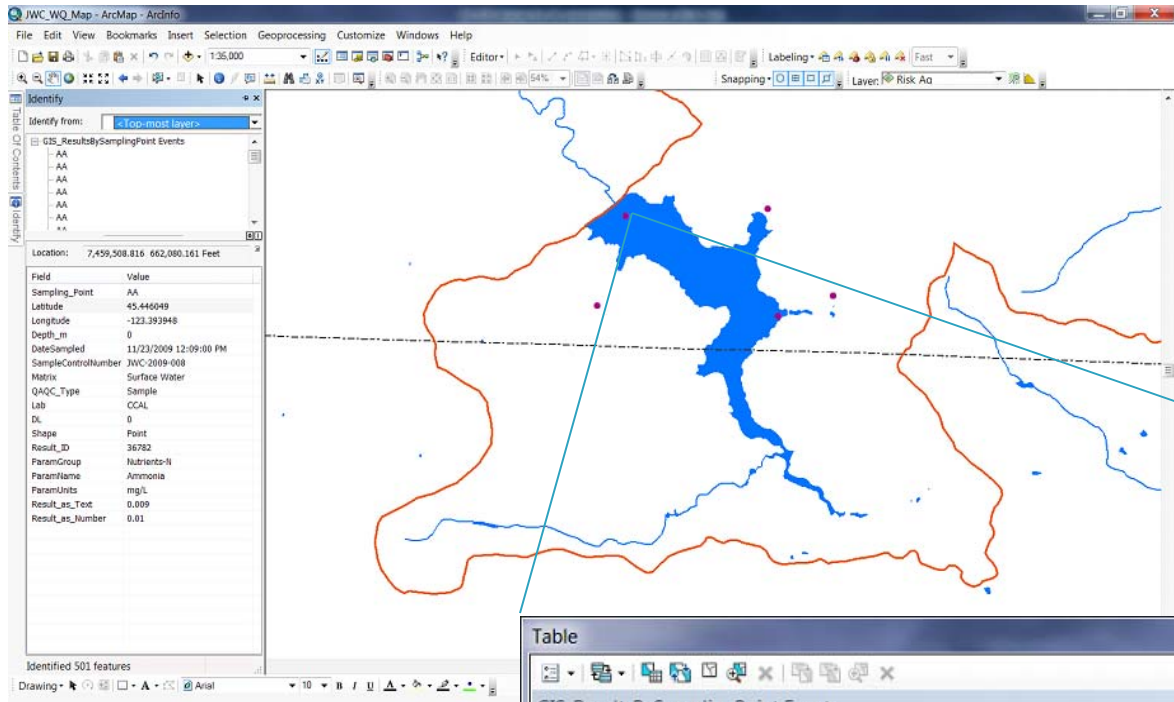 JWC_WQ_Map - ArcMap - ArcInfo
File Edit View Bookmarks Insert Selection Geoprocessing Customize Windows Help
1:35,000 Editor Labeling Fast
54% Snapping Layer: Risk Aq
Table Of Contents
Identify
Identify
Identify from: <Top-most layer>
GIS_ResultsBySamplingPoint Events
AA
AA
AA
AA
AA
AA
AA
Location: 7,459,508.816 662,080.161 Feet
Field Value
Sampling_Point AA
Latitude 45.446049
Longitude -123.393948
Depth_m 0
DateSampled 11/23/2009 12:09:00 PM
SampleControlNumber JWC-2009-008
Matrix Surface Water
QAQC_Type Sample
Lab CCAL
DL 0
Shape Point
Result_ID 36782
ParamGroup Nutrients-N
ParamName Ammonia
ParamUnits mg/L
Result_as_Text 0.009
Result_as_Number 0.01
Identified 501 features
Drawing A Arial 10 B I U A
Table